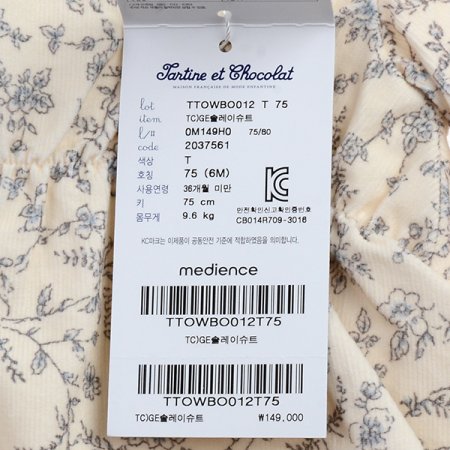 Tartine et Chocolat
MAISON FRANÇAISE DE MODE ENFANTINE
lot TTOWBO012 T 75
item TC)GE솔레이슈트
l/# 0M149H0 75/80
code 2037561
색상 T
호칭 75 (6M)
사용연령 36개월 미만
키 75 cm
몸무게 9.6 kg
안전확인신고확인증번호
CB014R709-3016
KC마크는 이제품이 공통안전 기준에 적합하였음을 의미합니다.
medience
TTOWBO012T75
TC)GE솔레이슈트
TTOWBO012T75
TC)GE솔레이슈트 ₩149,000